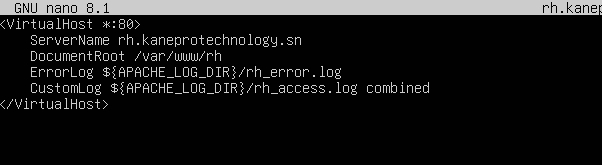 GNU nano 8.1 rh.kanep
<VirtualHost *:80>
    ServerName rh.kaneprotechnology.sn
    DocumentRoot /var/www/rh
    ErrorLog ${APACHE_LOG_DIR}/rh_error.log
    CustomLog ${APACHE_LOG_DIR}/rh_access.log combined
</VirtualHost>